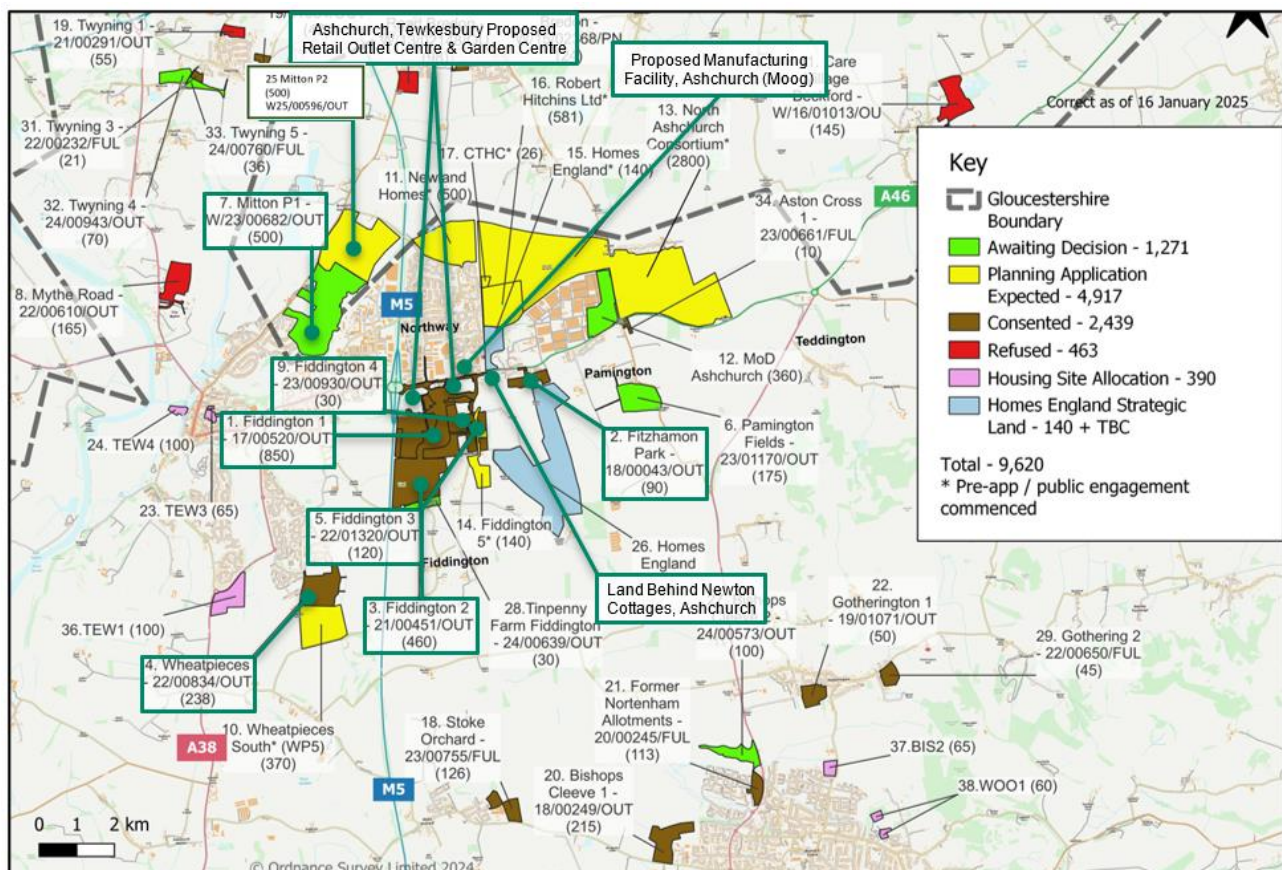 19. Twyning 1 -
21/00291/OUT
(55)
Ashchurch, Tewkesbury Proposed
Retail Outlet Centre & Garden Centre
Proposed Manufacturing
Facility, Ashchurch (Moog)
25 Mitton P2
(500)
W25/00596/OUT
16. Robert
Hitchins Ltd*
(581)
13. North
Ashchurch
Consortium*
(2800)
Care
W/16/01013/OU
(145)
Correct as of 16 January 2025
31. Twyning 3 -
22/00232/FUL
(21)
33. Twyning 5 -
24/00760/FUL
(36)
17. CTHC* (26)
15. Homes
England* (140)
11. Newland
Homes* (500)
32. Twyning 4 -
24/00943/OUT
(70)
7. Mitton P1 -
W/23/00682/OUT
(500)
34. Aston Cross
1 -
23/00661/FUL
(10)
A46
8. Mythe Road -
22/00610/OUT
(165)
M5
Northway
Teddington
Pamington
12. MoD
Ashchurch (360)
9. Fiddington 4
- 23/00930/OUT
(30)
1. Fiddington 1
- 17/00520/OUT
(850)
24. TEW4 (100)
23. TEW3 (65)
2. Fitzhamon
Park -
18/00043/OUT
(90)
6. Pamington
Fields -
23/01170/OUT
(175)
5. Fiddington 3
- 22/01320/OUT
(120)
14. Fiddington
5* (140)
26. Homes
England
Fiddington
Land Behind Newton
Cottages, Ashchurch
3. Fiddington 2
- 21/00451/OUT
(460)
28.Tinpenny
Farm Fiddington
- 24/00639/OUT
(30)
24/00573/OUT
(100)
22.
Gotherington 1
- 19/01071/OUT
(50)
29. Gothering 2
- 22/00650/FUL
(45)
36.TEW1 (100)
4. Wheatpieces
- 22/00834/OUT
(238)
10. Wheatpieces
South* (WP5)
(370)
A38
M5
18. Stoke
Orchard -
23/00755/FUL
(126)
21. Former
Nortenham
Allotments -
20/00245/FUL
(113)
20. Bishops
Cleeve 1 -
18/00249/OUT
(215)
37.BIS2 (65)
38.WOO1 (60)
Key
Gloucestershire
Boundary
Awaiting Decision - 1,271
Planning Application
Expected - 4,917
Consented - 2,439
Refused - 463
Housing Site Allocation - 390
Homes England Strategic
Land - 140 + TBC
Total - 9,620
* Pre-app / public engagement
commenced
0 1 2 km
© Ordnance Survey Limited 2024